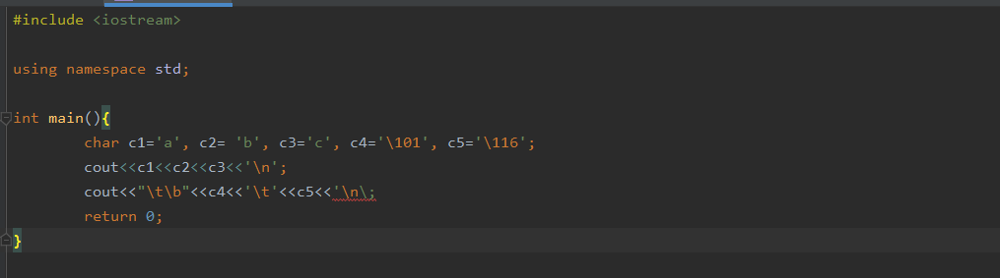 #include <iostream>
using namespace std;
int main(){
char c1='a', c2= 'b', c3='c', c4='\101', c5='\116';
cout<<c1<<c2<<c3<<'\n';
cout<<"\t\b"<<c4<<'\t'<<c5<<'\n\;
return 0;
}